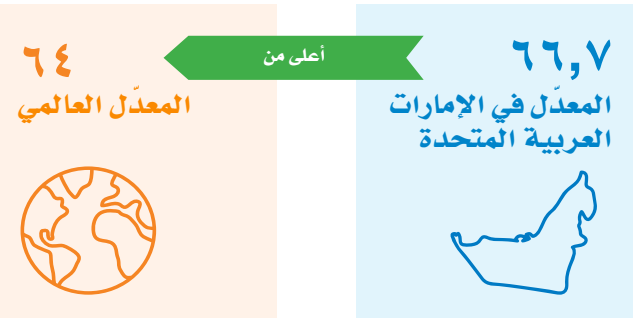 ٦٦,٧
المعدّل في الإمارات
العربية المتحدة
أعلى من
٦٤
المعدّل العالمي